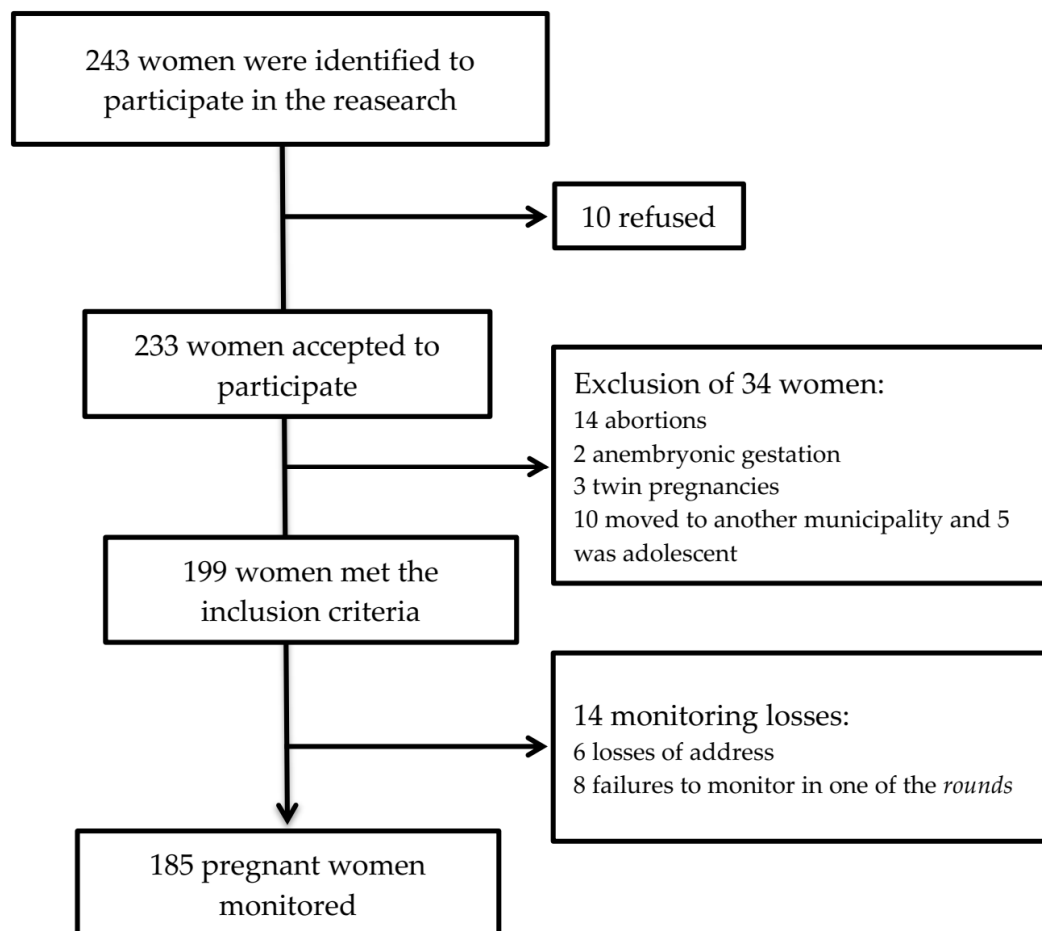 243 women were identified to
participate in the reasearch
10 refused
233 women accepted to
participate
Exclusion of 34 women:
14 abortions
2 anembryonic gestation
3 twin pregnancies
10 moved to another municipality and 5
was adolescent
199 women met the
inclusion criteria
14 monitoring losses:
6 losses of address
8 failures to monitor in one of the rounds
185 pregnant women
monitored